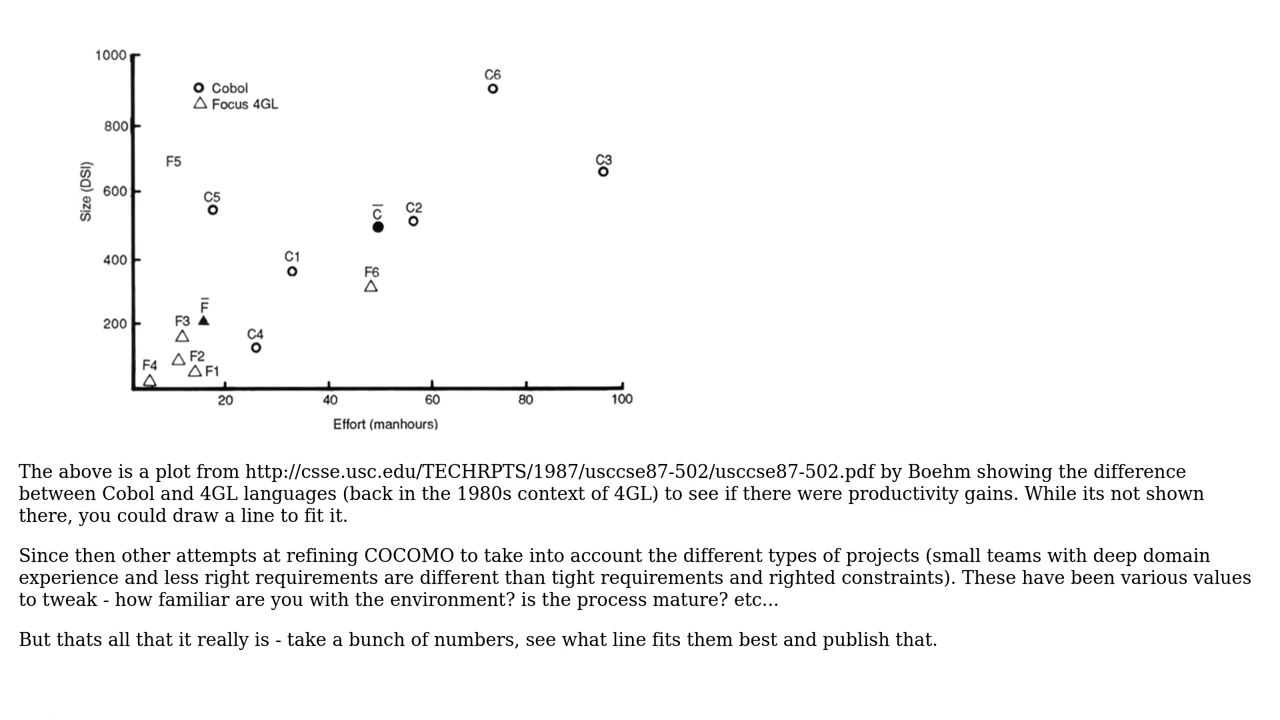 1000
C6
Cobol
Focus 4GL
800
F5
C3
Size (DSI)
600
C5
C
C2
400
C1
F6
F
F3
200
C4
F4
F2
F1
20 40 60 80 100
Effort (manhours)
The above is a plot from http://csse.usc.edu/TECHRPTS/1987/usccse87-502/usccse87-502.pdf by Boehm showing the difference
between Cobol and 4GL languages (back in the 1980s context of 4GL) to see if there were productivity gains. While its not shown
there, you could draw a line to fit it.
Since then other attempts at refining COCOMO to take into account the different types of projects (small teams with deep domain
experience and less right requirements are different than tight requirements and righted constraints). These have been various values
to tweak - how familiar are you with the environment? is the process mature? etc...
But thats all that it really is - take a bunch of numbers, see what line fits them best and publish that.